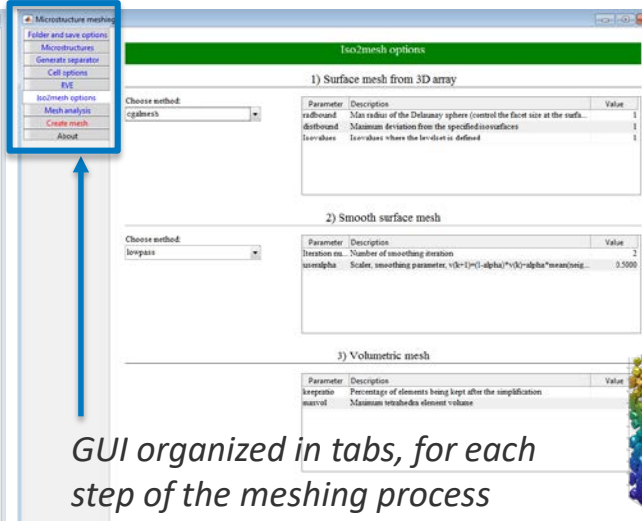 Microstructure meshing
Folder and save options
Microstructures
Generate separator
Cell options
RVE
Iso2mesh options
Mesh analysis
Create mesh
About
Iso2mesh options
1) Surface mesh from 3D array
Choose method:
cgalmesh
Parameter Description Value
radbound Max radius of the Delaunay sphere (control the facet size at the surfa... 1
distbound Maximum deviation from the specified isosurfaces 1
Isovalues Isovalues where the levelset is defined 1
2) Smooth surface mesh
Choose method:
lowpass
Parameter Description Value
Iteration nu... Number of smoothing iteration 2
useralpha Scaler, smoothing parameter, v(k+1)=(1-alpha)*v(k)+alpha*mean(neig... 0.5000
3) Volumetric mesh
Parameter Description Value
keepratio Percentage of elements being kept after the simplification
maxvol Maximum tetrahedra element volume
GUI organized in tabs, for each
step of the meshing process